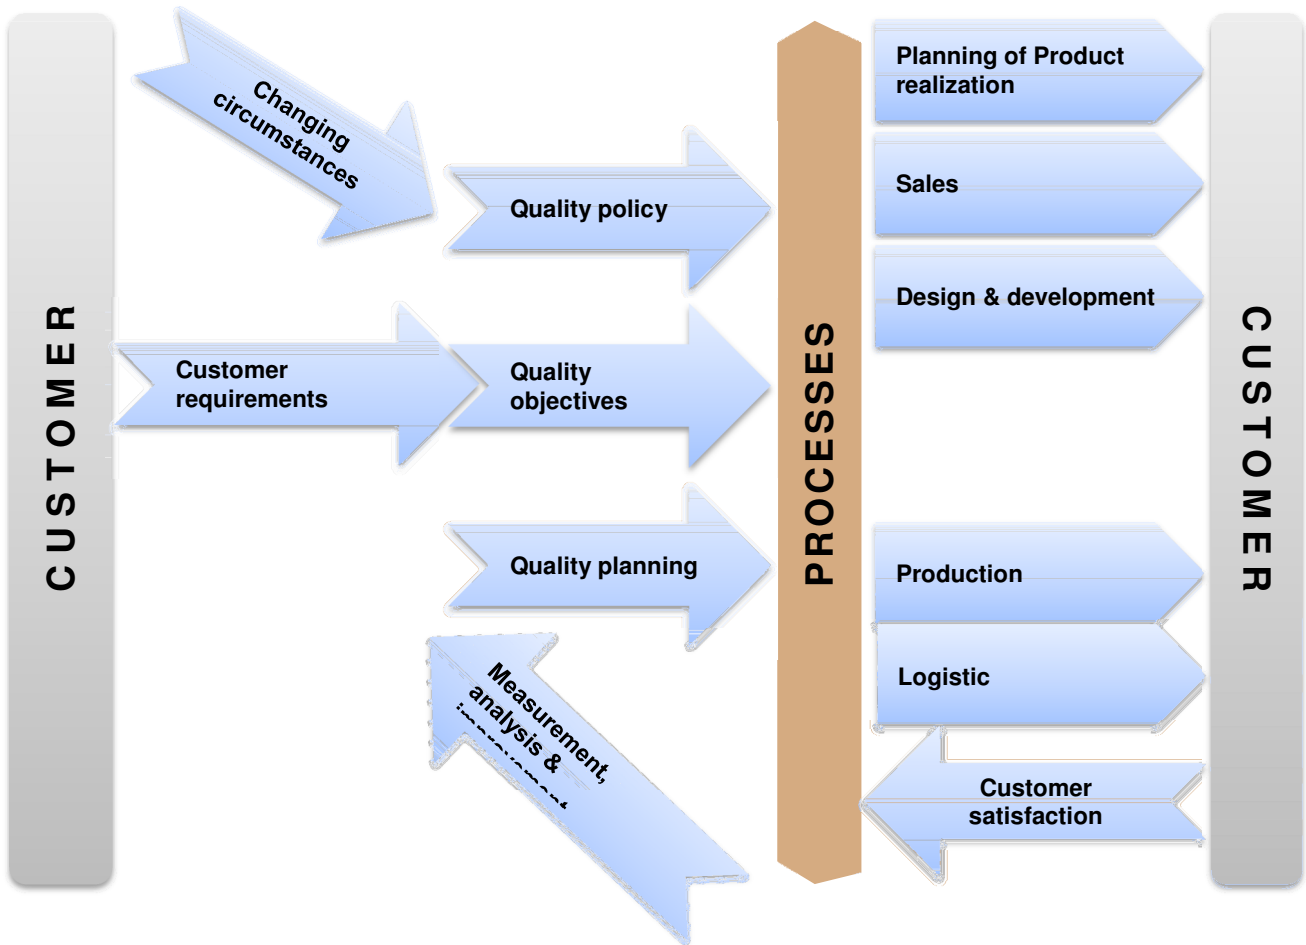 CUSTOMER
Changing
circumstances
Customer
requirements
Quality policy
Quality
objectives
Quality planning
Measurement,
analysis &
improvement
PROCESSES
Planning of Product
realization
Sales
Design & development
Production
Logistic
Customer
satisfaction
CUSTOMER